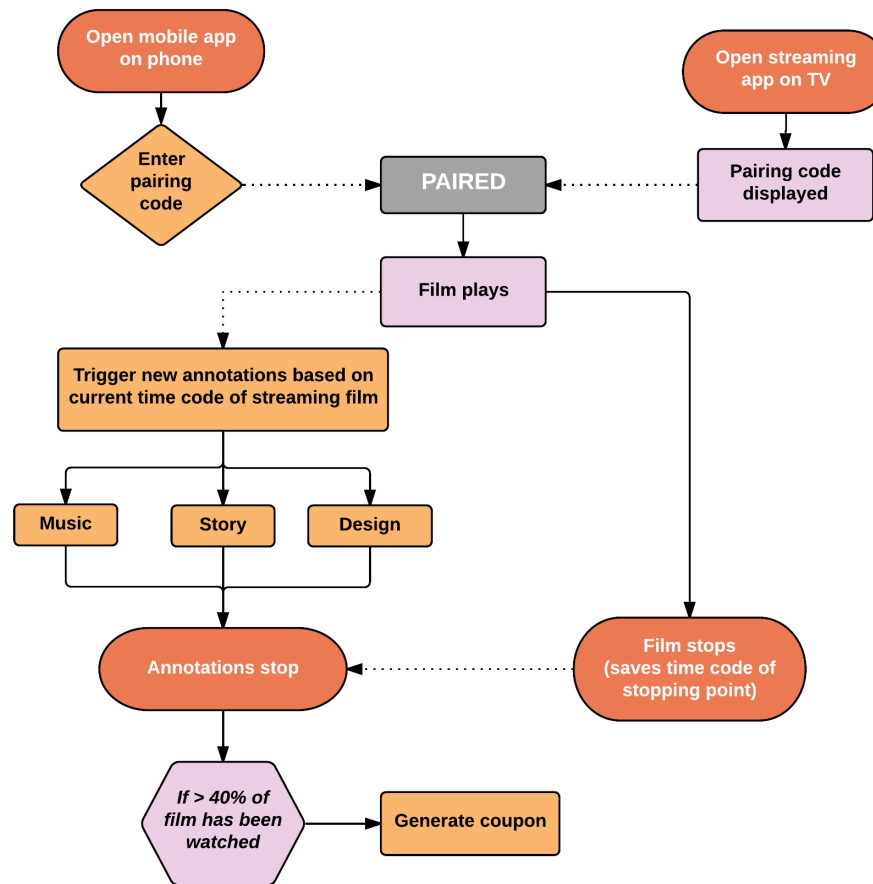 Open mobile app
on phone
Open streaming
app on TV
Enter
pairing
code
PAIRED
Pairing code
displayed
Film plays
Trigger new annotations based on
current time code of streaming film
Music
Story
Design
Annotations stop
Film stops
(saves time code of
stopping point)
If > 40% of
film has been
watched
Generate coupon